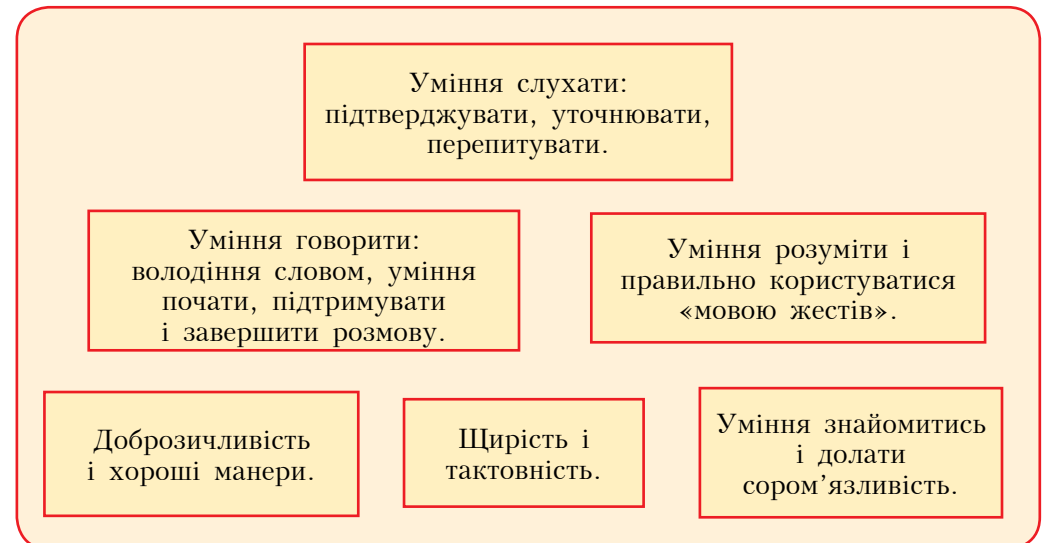 Уміння слухати:
підтверджувати, уточнювати,
перепитувати.
Уміння говорити:
володіння словом, уміння
почати, підтримувати
і завершити розмову.
Уміння розуміти і
правильно користуватися
«мовою жестів».
Доброзичливість
і хороші манери.
Щирість і
тактовність.
Уміння знайомитись
і долати
сором’язливість.